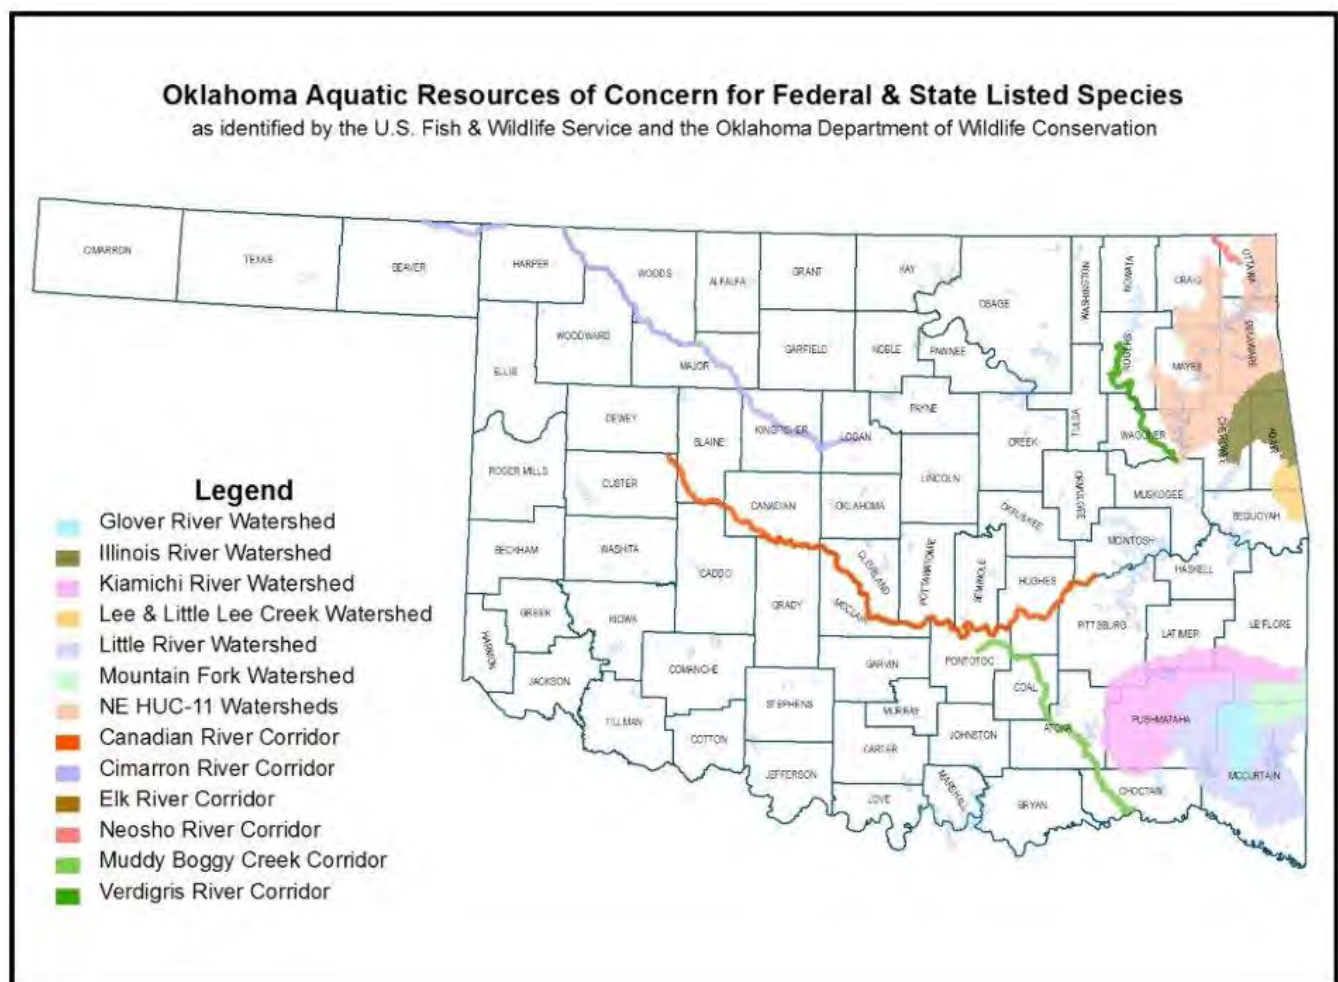 Oklahoma Aquatic Resources of Concern for Federal & State Listed Species
as identified by the U.S. Fish & Wildlife Service and the Oklahoma Department of Wildlife Conservation
CIMARRON
TEXAS
BEAVER
HARPER
WOODS
ALFALFA
GRANT
KAY
OSAGE
WASHINGTON
NOWATA
CRAIG
OTTAWA
ELLIS
WOODWARD
MAJOR
GARFIELD
NOBLE
PAWNEE
ROGERS
MAYES
DELAWARE
DEWEY
BLAINE
KINGFISHER
LOGAN
PAYNE
CREEK
TULSA
WAGONER
CHEROKEE
ADAIR
ROGER MILLS
CUSTER
CANADIAN
OKLAHOMA
LINCOLN
OKFUSKEE
OKMULGEE
MUSKOGEE
SEQUOYAH
BECKHAM
WASHITA
CADDO
GRADY
CLEVELAND
MCCLAIN
POTTAWATOMIE
SEMINOLE
HUGHES
MCINTOSH
HASKELL
PITTSBURG
LATIMER
LE FLORE
HARMON
GREER
KIOWA
JACKSON
COMANCHE
TILLMAN
COTTON
STEPHENS
JEFFERSON
GARVIN
MURRAY
CARTER
LOVE
PONTOTOC
JOHNSTON
MARSHALL
COAL
ATOKA
BRYAN
CHOCTAW
PUSHMATAHA
MCCURTAIN
Legend
Glover River Watershed
Illinois River Watershed
Kiamichi River Watershed
Lee & Little Lee Creek Watershed
Little River Watershed
Mountain Fork Watershed
NE HUC-11 Watersheds
Canadian River Corridor
Cimarron River Corridor
Elk River Corridor
Neosho River Corridor
Muddy Boggy Creek Corridor
Verdigris River Corridor